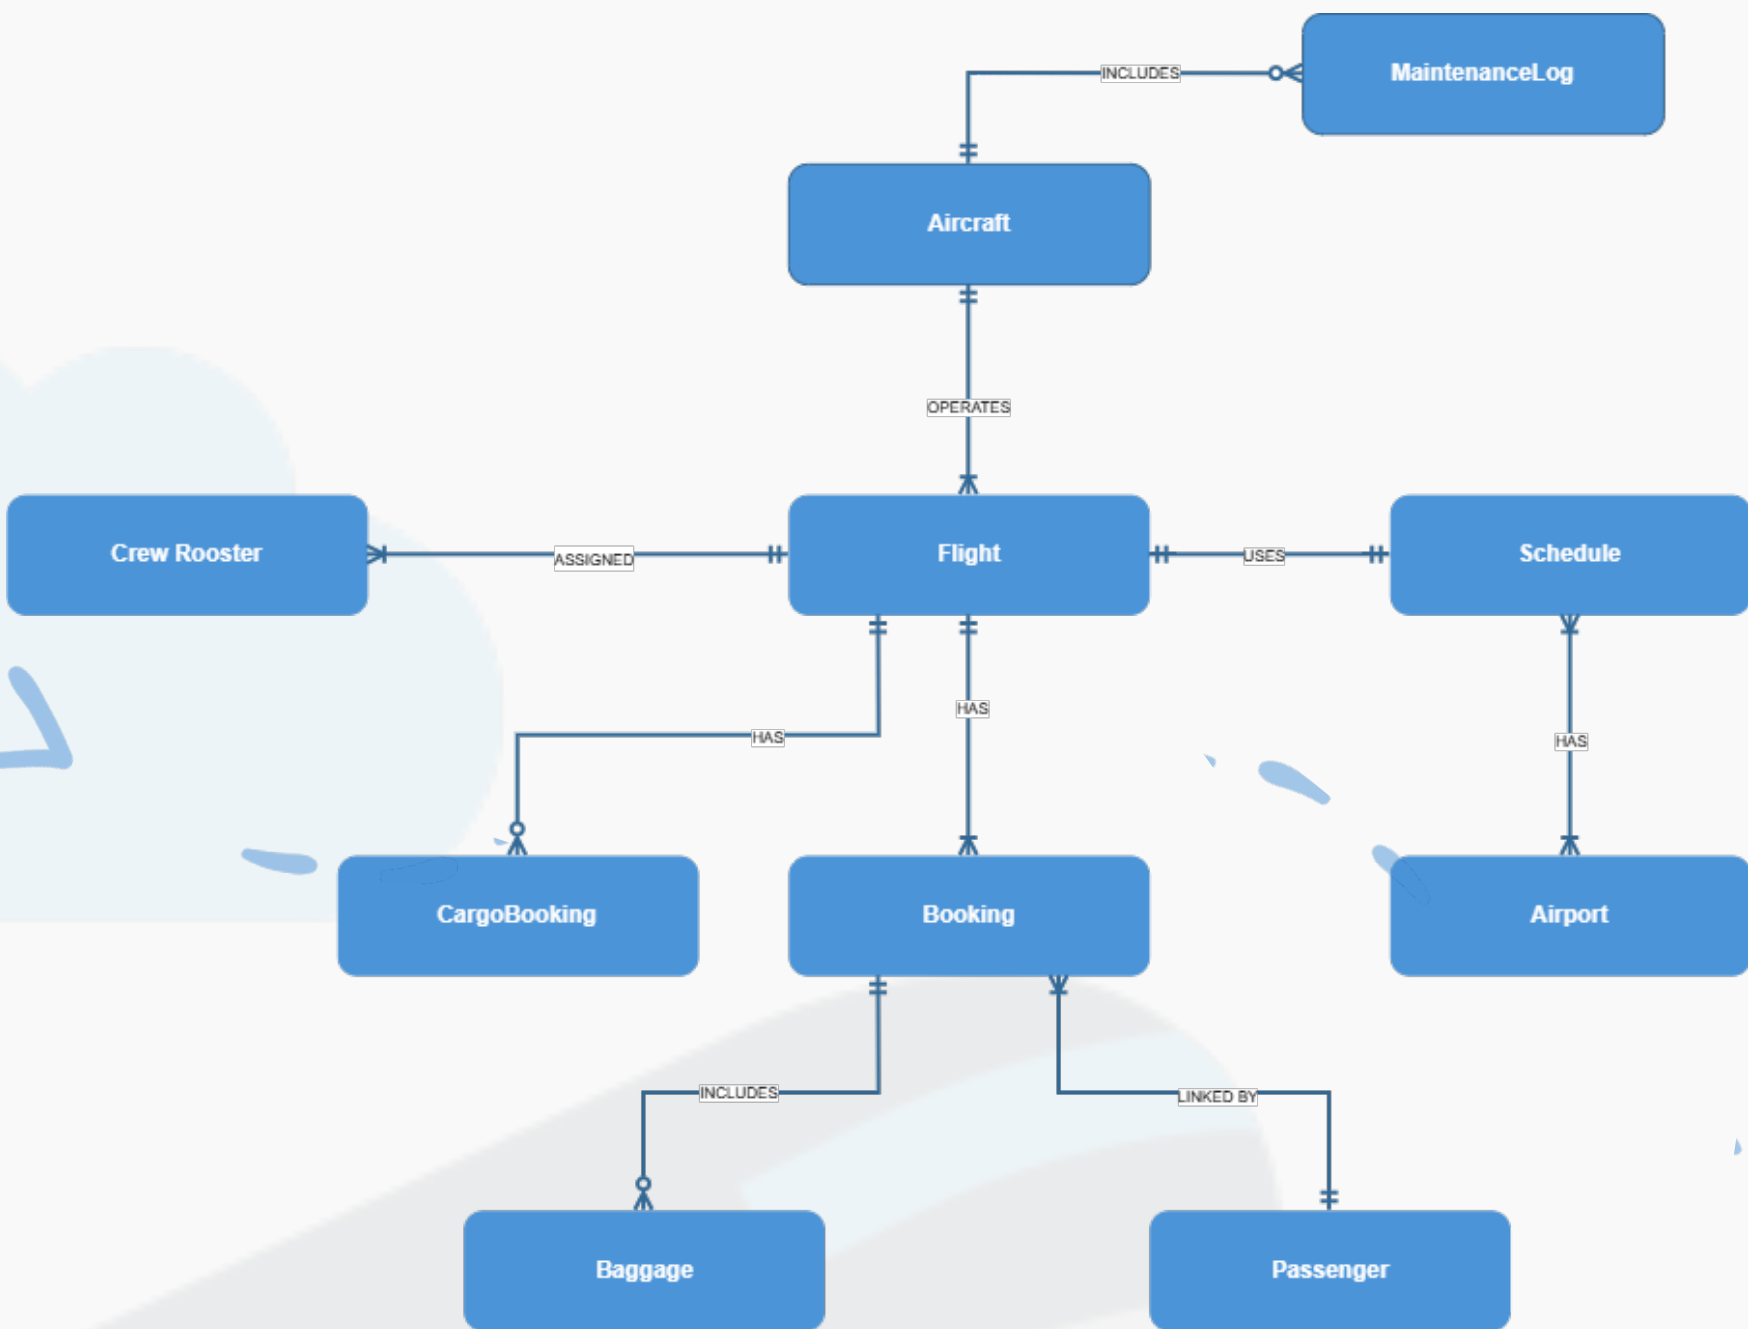 INCLUDES
MaintenanceLog
Aircraft
OPERATES
Crew Rooster
ASSIGNED
Flight
USES
Schedule
HAS
HAS
HAS
CargoBooking
Booking
Airport
INCLUDES
LINKED BY
Baggage
Passenger